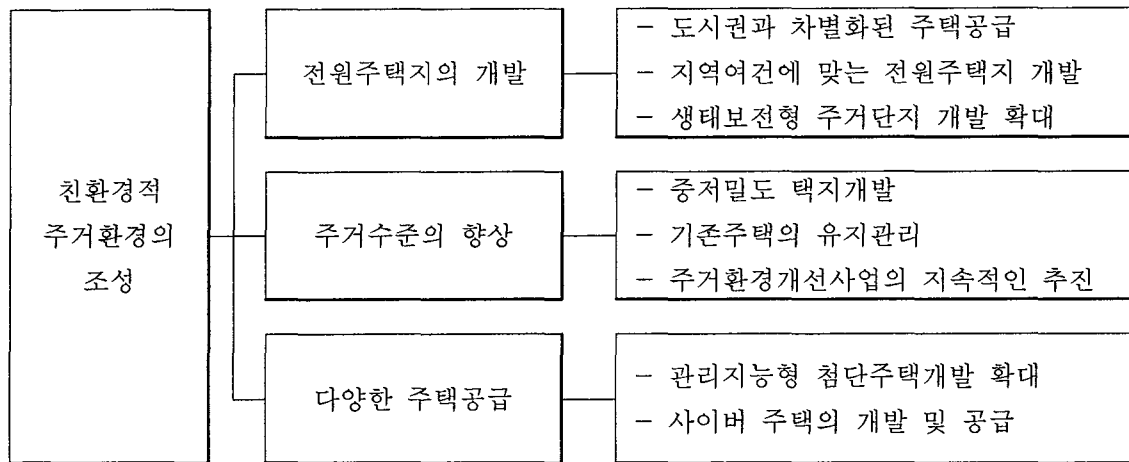 친환경적
주거환경의
조성
전원주택지의 개발
- 도시권과 차별화된 주택공급
- 지역여건에 맞는 전원주택지 개발
- 생태보전형 주거단지 개발 확대
주거수준의 향상
- 중저밀도 택지개발
- 기존주택의 유지관리
- 주거환경개선사업의 지속적인 추진
다양한 주택공급
- 관리지능형 첨단주택개발 확대
- 사이버 주택의 개발 및 공급